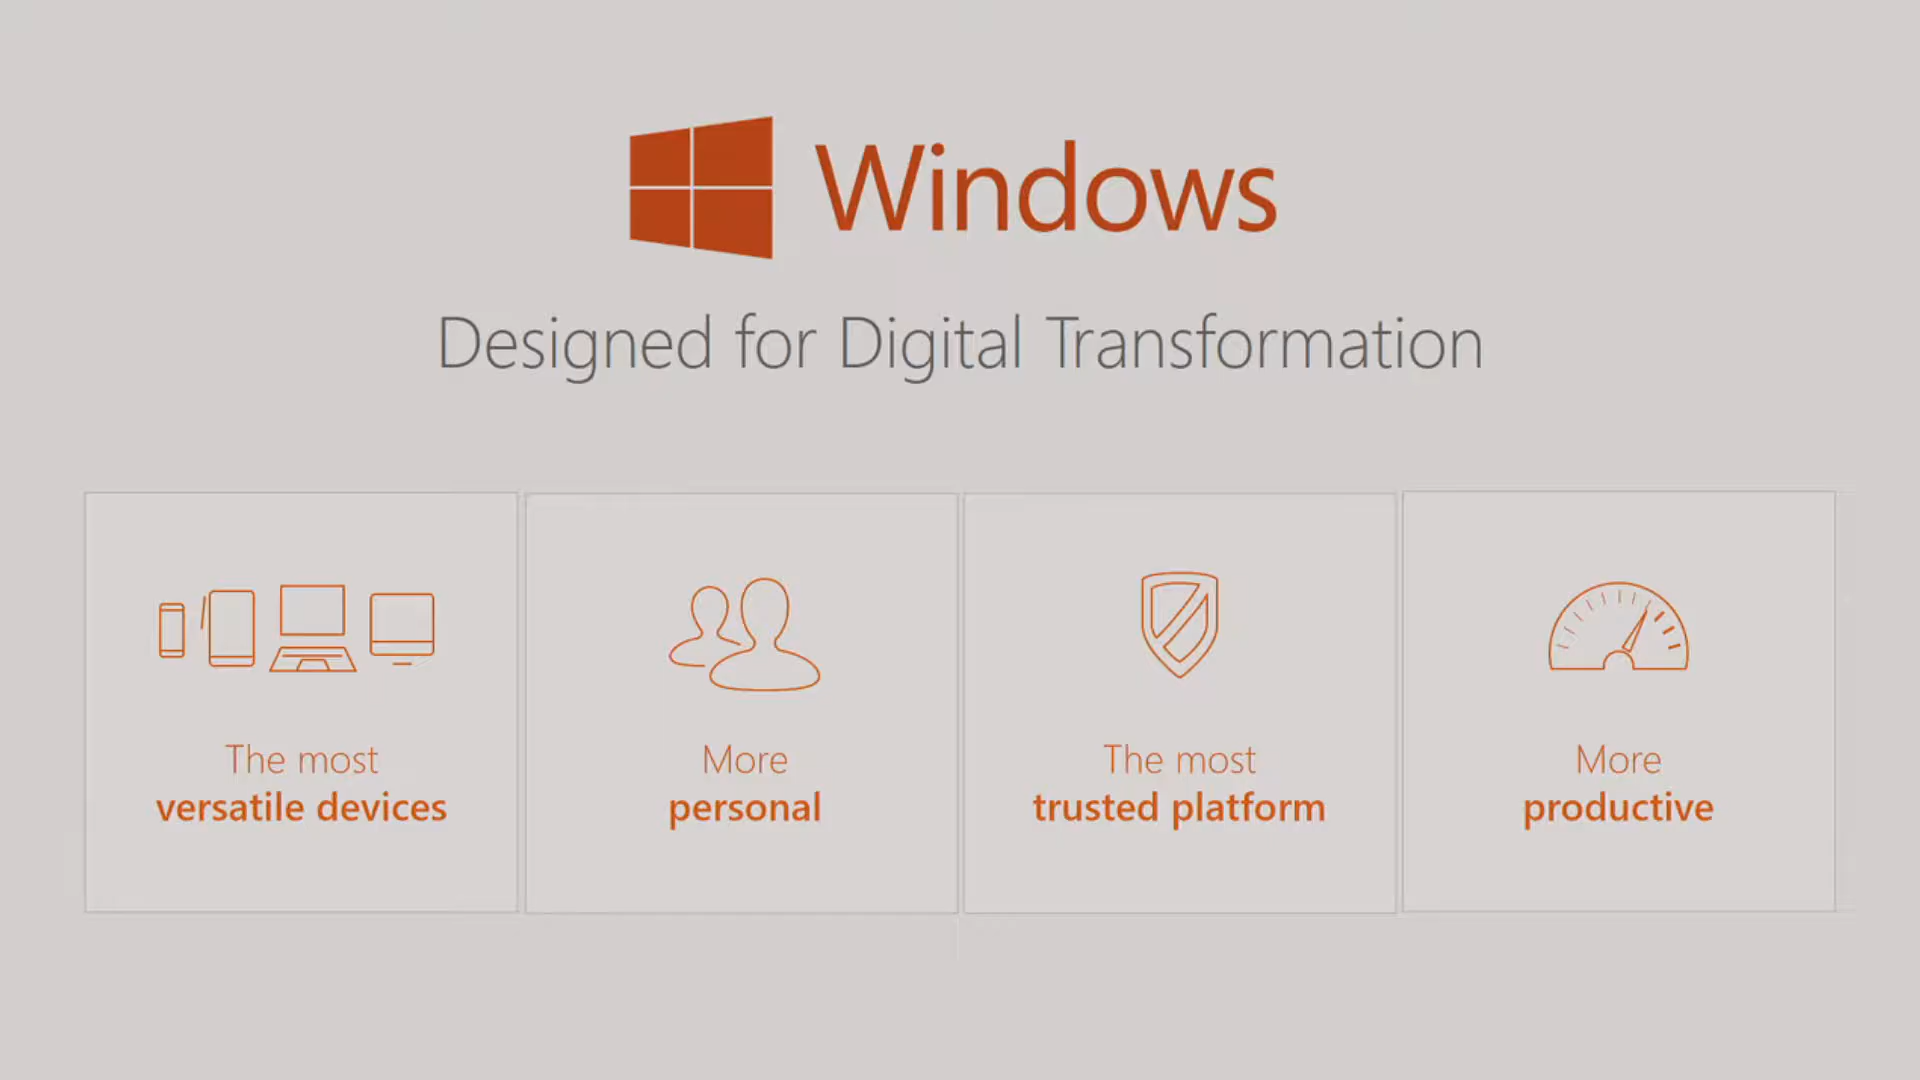 Windows
Designed for Digital Transformation
The most
versatile devices
More
personal
The most
trusted platform
More
productive